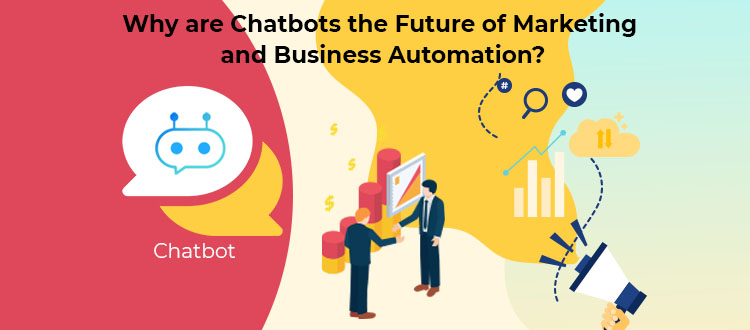 Why are Chatbots the Future of Marketing
and Business Automation?
#
$
$
$
Chatbot